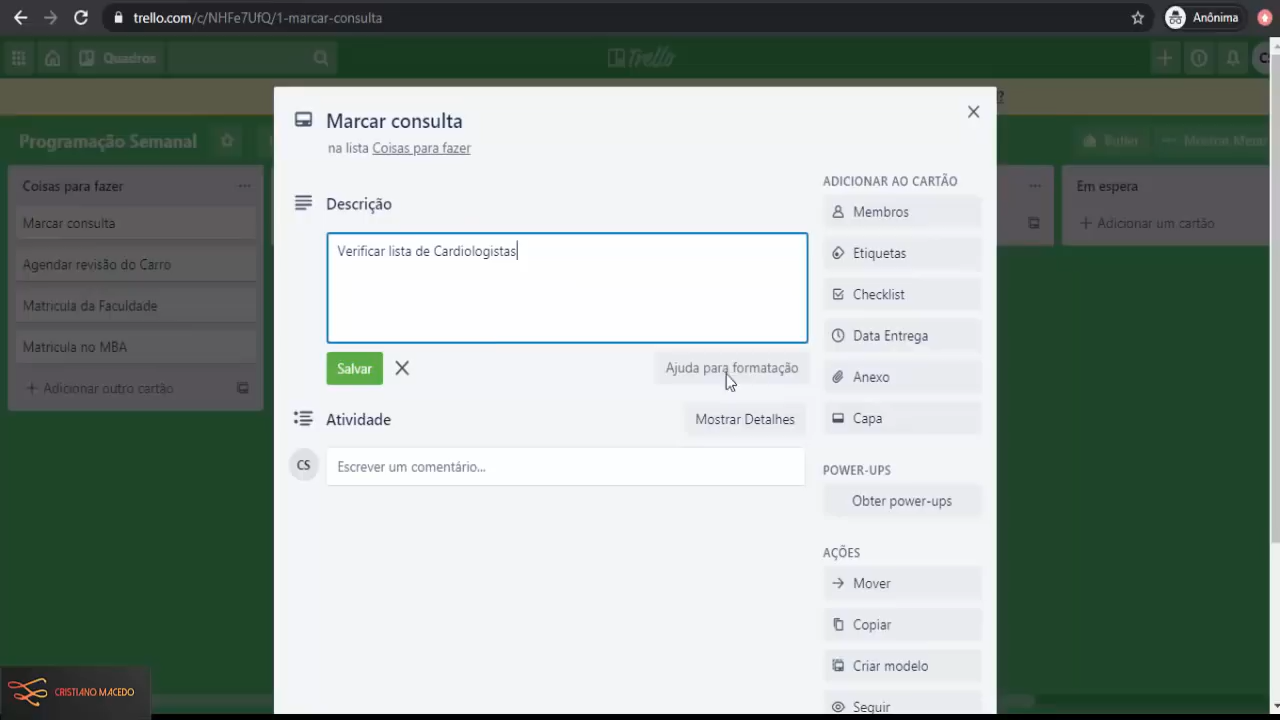 trello.com/c/NHFe7UfQ/1-marcar-consulta
Anônima
Quadros
Trello
Programação Semanal
Butler
Mostrar Menu
Marcar consulta
na lista Coisas para fazer
Descrição
Verificar lista de Cardiologistas
Salvar
Ajuda para formatação
Atividade
Mostrar Detalhes
CS
Escrever um comentário...
ADICIONAR AO CARTÃO
Membros
Etiquetas
Checklist
Data Entrega
Anexo
Capa
POWER-UPS
Obter power-ups
AÇÕES
Mover
Copiar
Criar modelo
Seguir
Coisas para fazer
Marcar consulta
Agendar revisão do Carro
Matricula da Faculdade
Matricula no MBA
Adicionar outro cartão
Em espera
Adicionar um cartão
CRISTIANO MACEDO